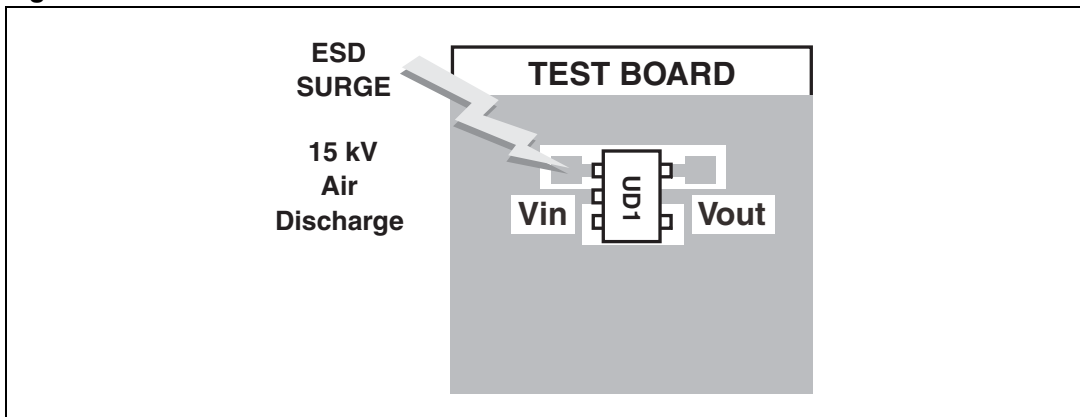 ESD
SURGE
TEST BOARD
15 kV
Air
Discharge
UD1
Vin
Vout